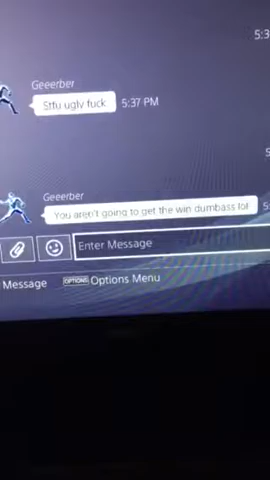 5:3
Geeerber
Stfu ugly fuck
5:37 PM
5
Geeerber
You aren't going to get the win dumbass lol
5:
Enter Message
Message
OPTIONS Options Menu